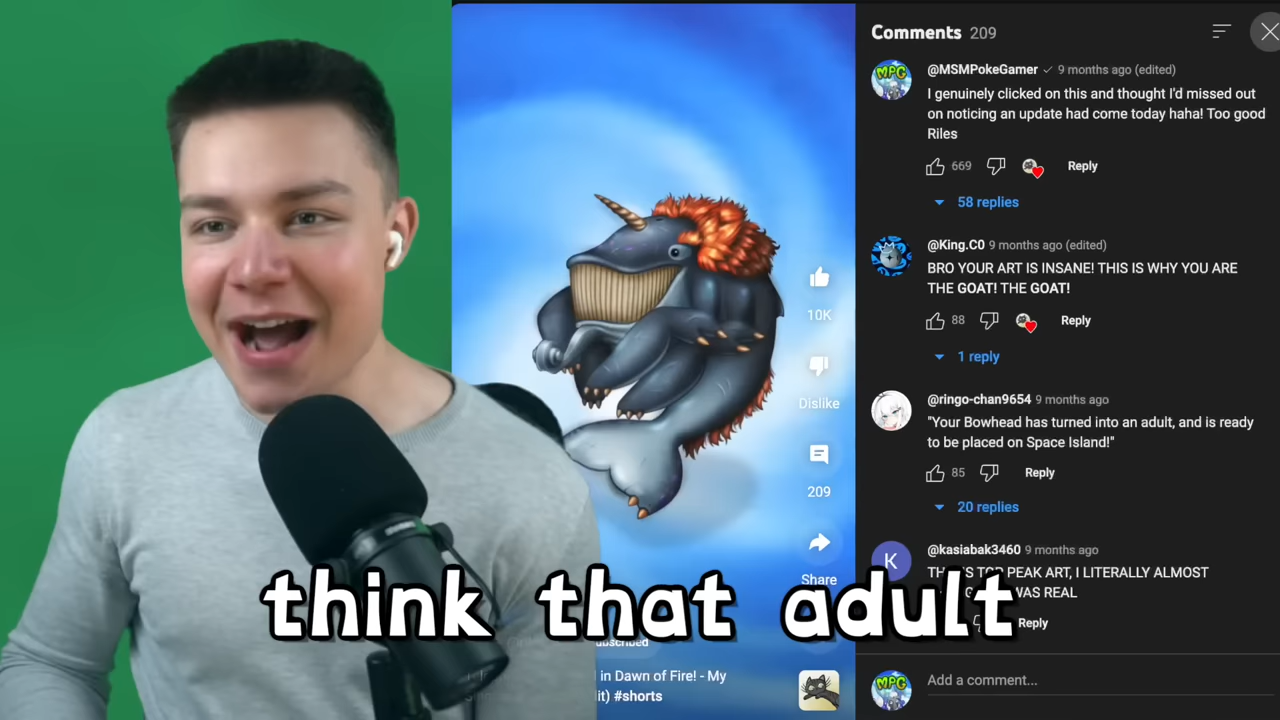 Comments 209
@MSMPokeGamer 9 months ago (edited)
I genuinely clicked on this and thought I'd missed out
on noticing an update had come today haha! Too good
Riles
669 Reply
58 replies
@King.C0 9 months ago (edited)
BRO YOUR ART IS INSANE! THIS IS WHY YOU ARE
THE GOAT! THE GOAT!
88 Reply
1 reply
@ringo-chan9654 9 months ago
"Your Bowhead has turned into an adult, and is ready
to be placed on Space Island!"
85 Reply
20 replies
@kasiabak3460 9 months ago
PEAK ART, I LITERALLY ALMOST
WAS REAL
Reply
Add a comment...
MPG
MPG
K
10K
Dislike
209
Share
think that adult
in Dawn of Fire! - My
#shorts